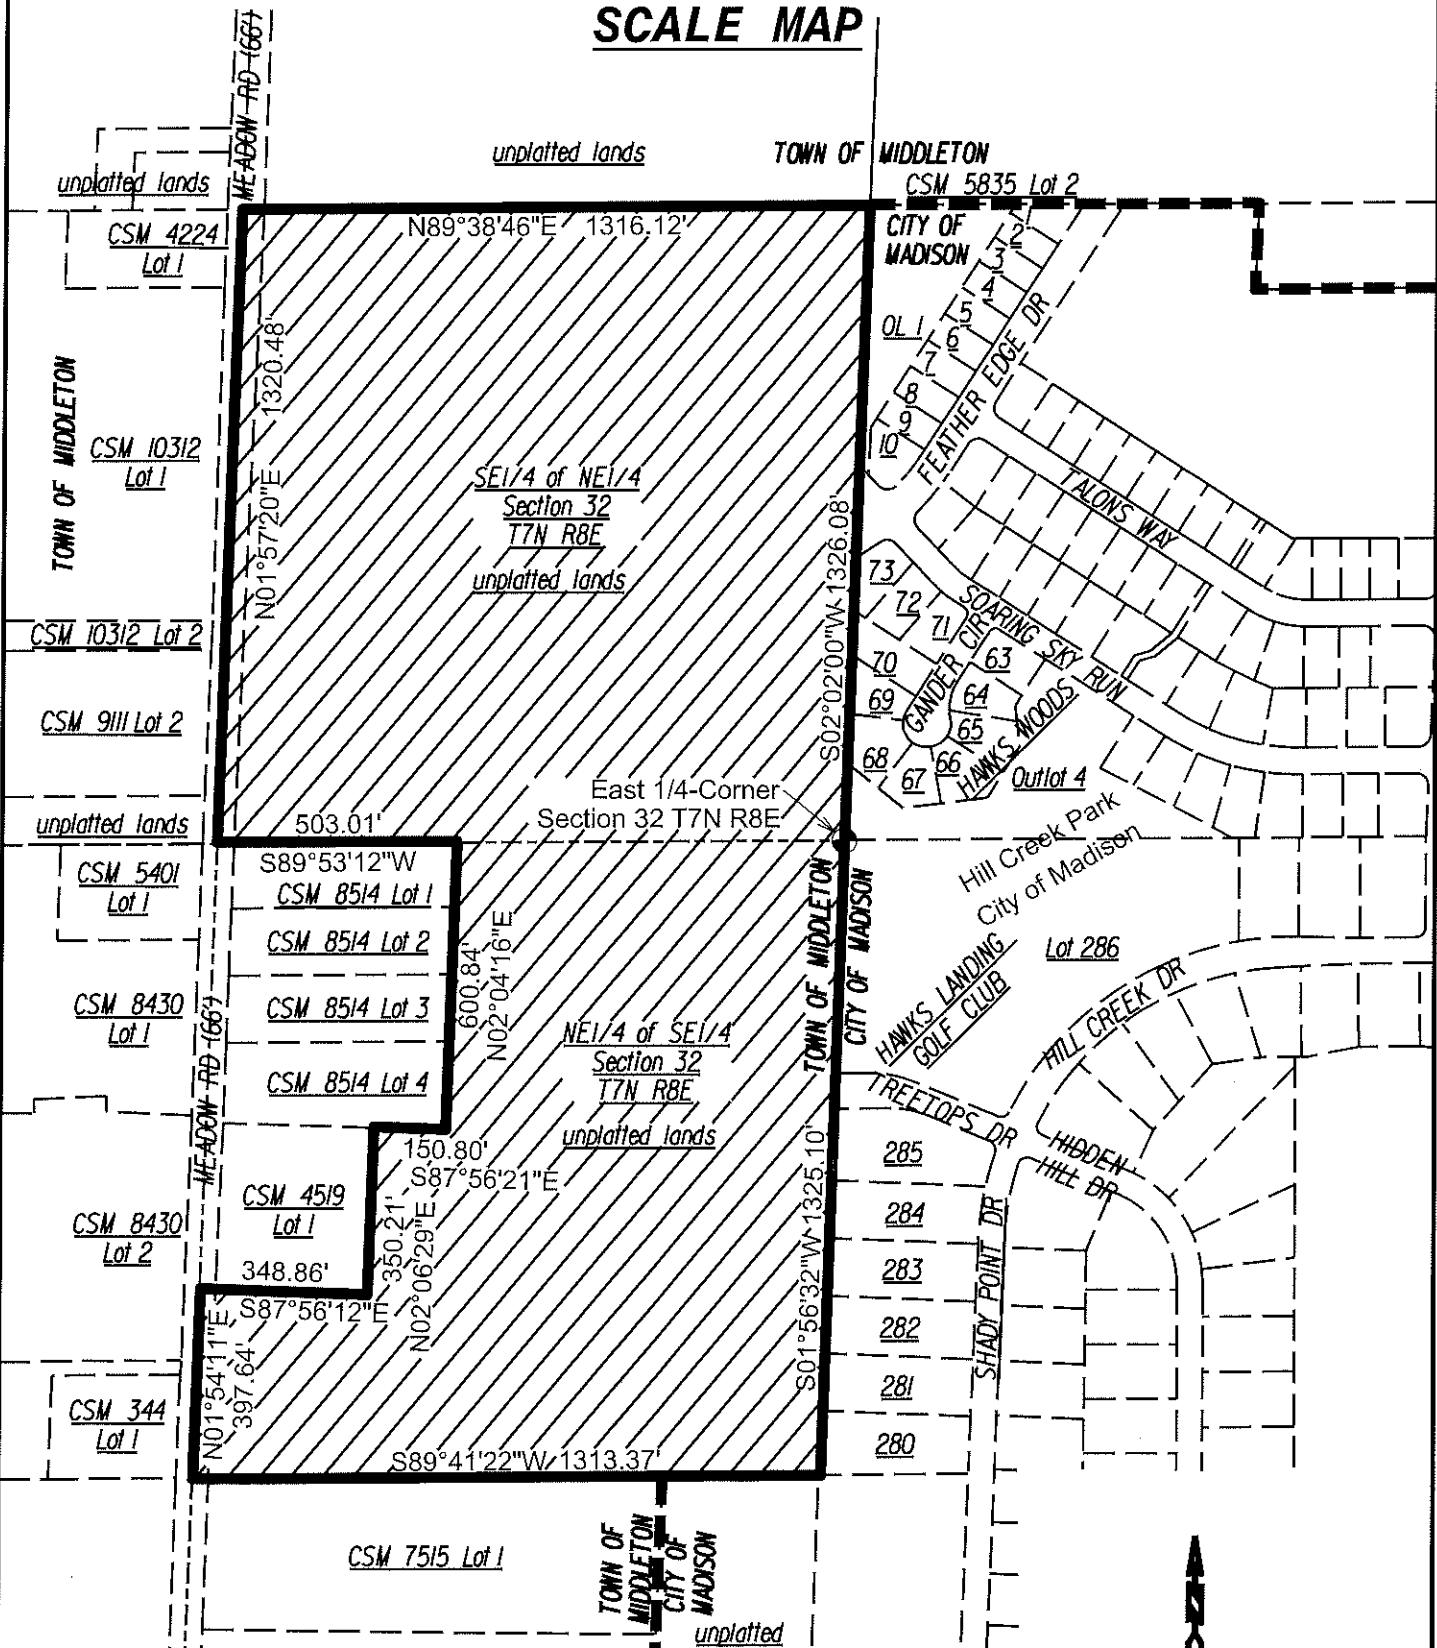 SCALE MAP
MEADOW RD (66')
unplatted lands
TOWN OF MIDDLETON
unplatted lands
CSM 5835 Lot 2
N89°38'46"E 1316.12'
CITY OF
MADISON
CSM 4224
Lot 1
2
3
4
5
6
7
8
9
10
OL 1
FEATHER EDGE DR
1320.48'
N01°57'20"E
TOWN OF MIDDLETON
CSM 10312
Lot 1
SE1/4 of NE1/4
Section 32
T7N R8E
unplatted lands
TALONS WAY
S02°02'00"W 1326.08'
73
72
71
70
69
68
67
66
65
64
63
GANDER CIR
SOARING SKY RUN
HAWKS WOODS
Outlot 4
CSM 10312 Lot 2
CSM 9111 Lot 2
East 1/4-Corner
Section 32 T7N R8E
unplatted lands
503.01'
S89°53'12"W
Hill Creek Park
City of Madison
CSM 5401
Lot 1
CSM 8514 Lot 1
CSM 8514 Lot 2
CSM 8514 Lot 3
CSM 8514 Lot 4
600.84'
N02°04'16"E
TOWN OF MIDDLETON
CITY OF MADISON
HAWKS LANDING
GOLF CLUB
Lot 286
HILL CREEK DR
CSM 8430
Lot 1
MEADOW RD (66')
NE1/4 of SE1/4
Section 32
T7N R8E
unplatted lands
TREETOPS DR
HIDDEN
HILL DR
150.80'
S87°56'21"E
CSM 4519
Lot 1
350.21'
N02°06'29"E
S01°56'32"W 1325.10'
285
284
283
282
281
280
SHADY POINT DR
CSM 8430
Lot 2
348.86'
S87°56'12"E
N01°54'11"E
397.64'
CSM 344
Lot 1
S89°41'22"W 1313.37'
CSM 7515 Lot 1
TOWN OF
MIDDLETON
CITY OF
MADISON
unplatted